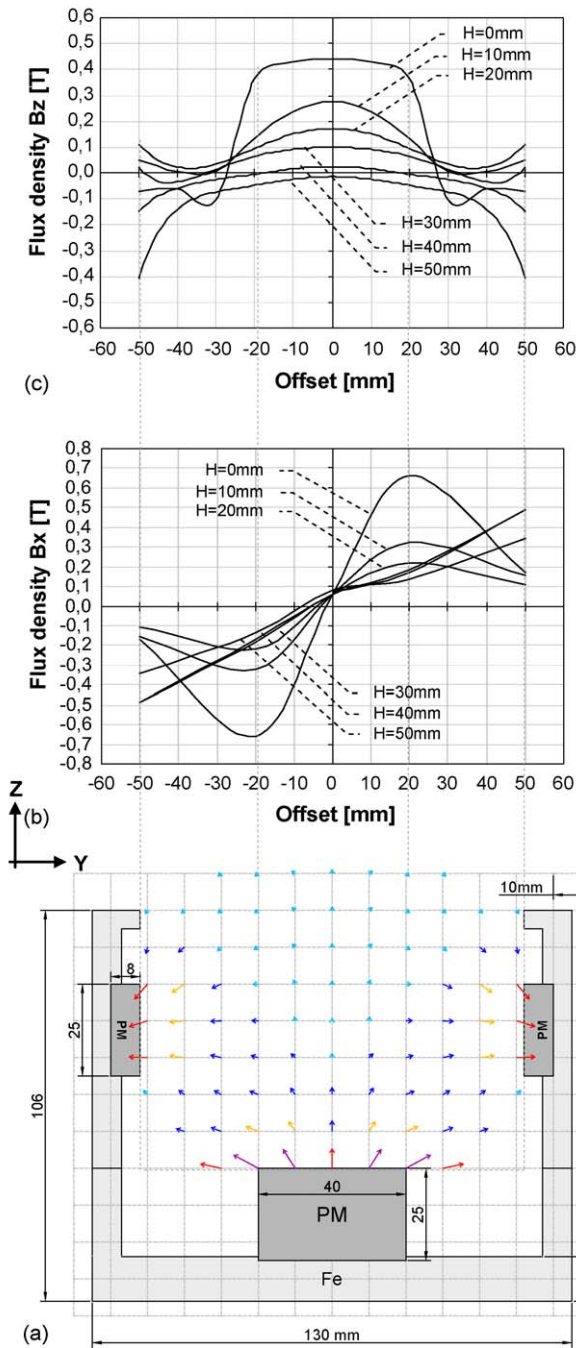 0,6
0,5
0,4
0,3
0,2
0,1
0,0
-0,1
0,2
0,3
-0,4
0,5
0,6
Flux density Bz [T]
H=0mm
H=10mm
H=20mm
H=30mm
H=40mm
H=50mm
-60 -50 -40 -30 -20 -10 0 10 20 30 40 50 60
Offset [mm]
(c)
0,8
0,7
0,6
0,5
0,4
0,3
0,2
0,1
0,0
-0,1
-0,2
-0,3
-0,4
-0,5
-0,6
-0,7
-0,8
Flux density Bx [T]
H=0mm
H=10mm
H=20mm
H=30mm
H=40mm
H=50mm
-60 -50 -40 -30 -20 -10 0 10 20 30 40 50 60
Offset [mm]
(b)
Z
Y
10mm
8
25
PM
PM
106
40
PM
25
Fe
130 mm
(a)